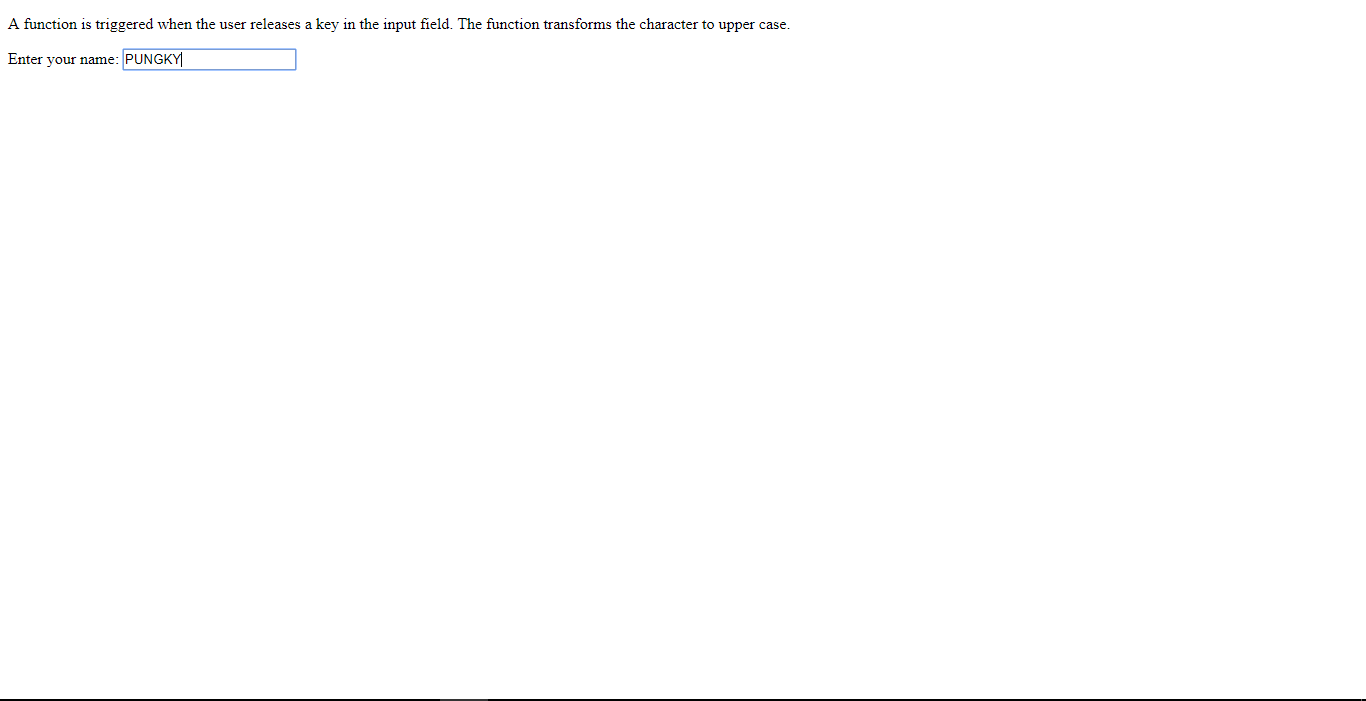 A function is triggered when the user releases a key in the input field. The function transforms the character to upper case.
Enter your name: PUNGKY